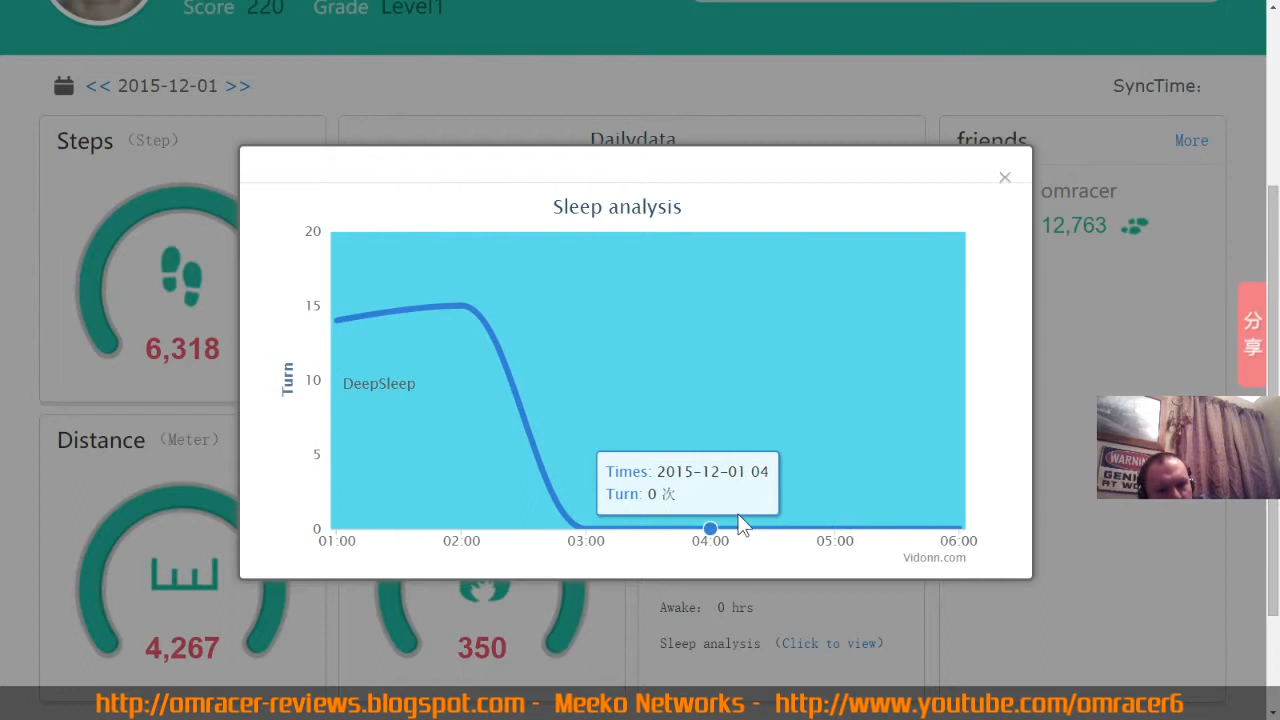 Score 220 Grade Level1
<< 2015-12-01 >>
SyncTime:
Steps （Step）
Dailydata
friends
More
omracer
12,763
6,318
Sleep analysis
20
15
10
5
0
Turn
DeepSleep
Times: 2015-12-01 04
Turn: 0 次
01:00 02:00 03:00 04:00 05:00 06:00
Vidonn.com
分
享
WARNING
AT
Distance （Meter）
4,267
350
Awake: 0 hrs
Sleep analysis （Click to view）
http://omracer-reviews.blogspot.com - Meeko Networks - http://www.youtube.com/omracer6